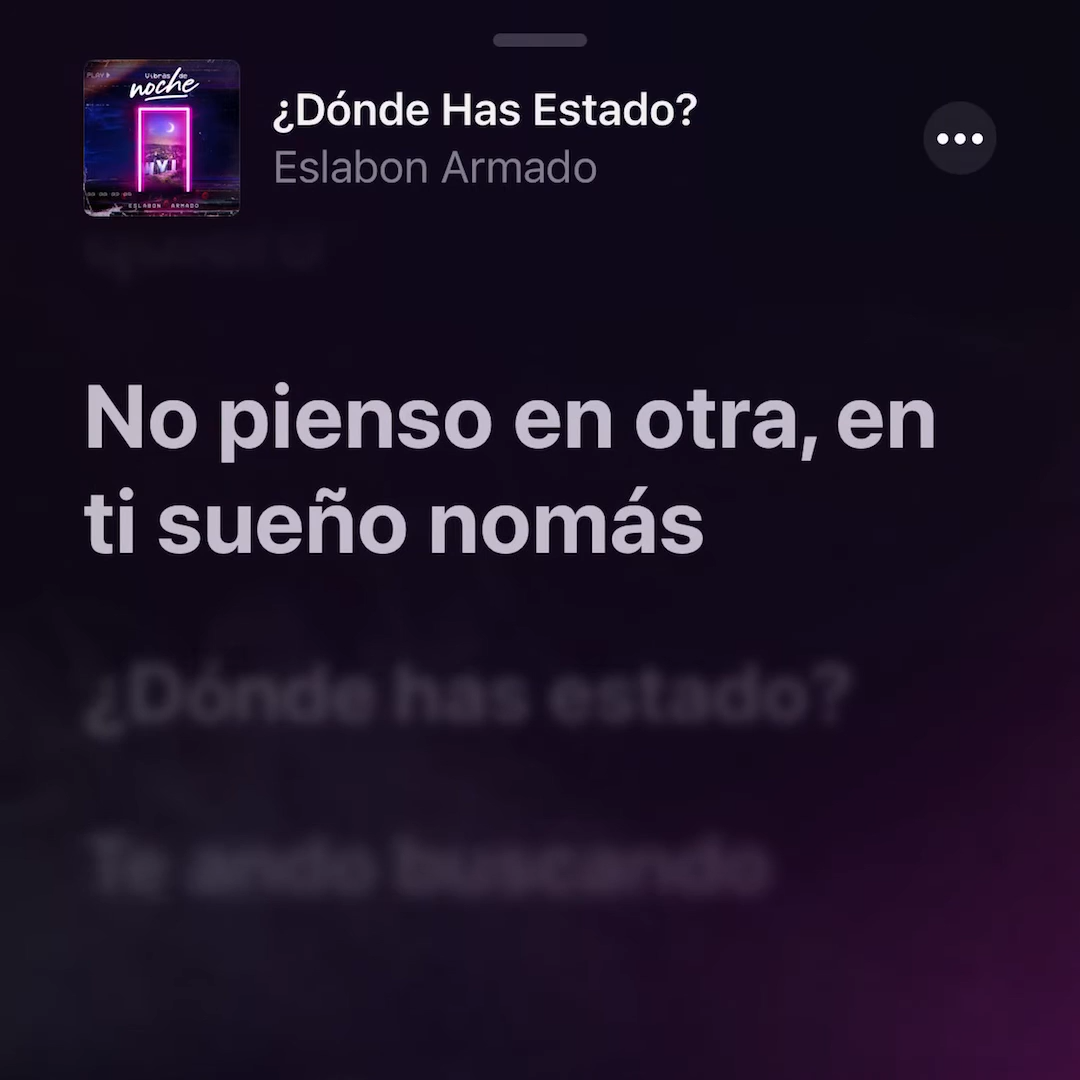 PLAY
Vibras de
noche
ESLABON ARMADO
¿Dónde Has Estado?
Eslabon Armado
No pienso en otra, en
ti sueño nomás
¿Dónde has estado?
Te ando buscando